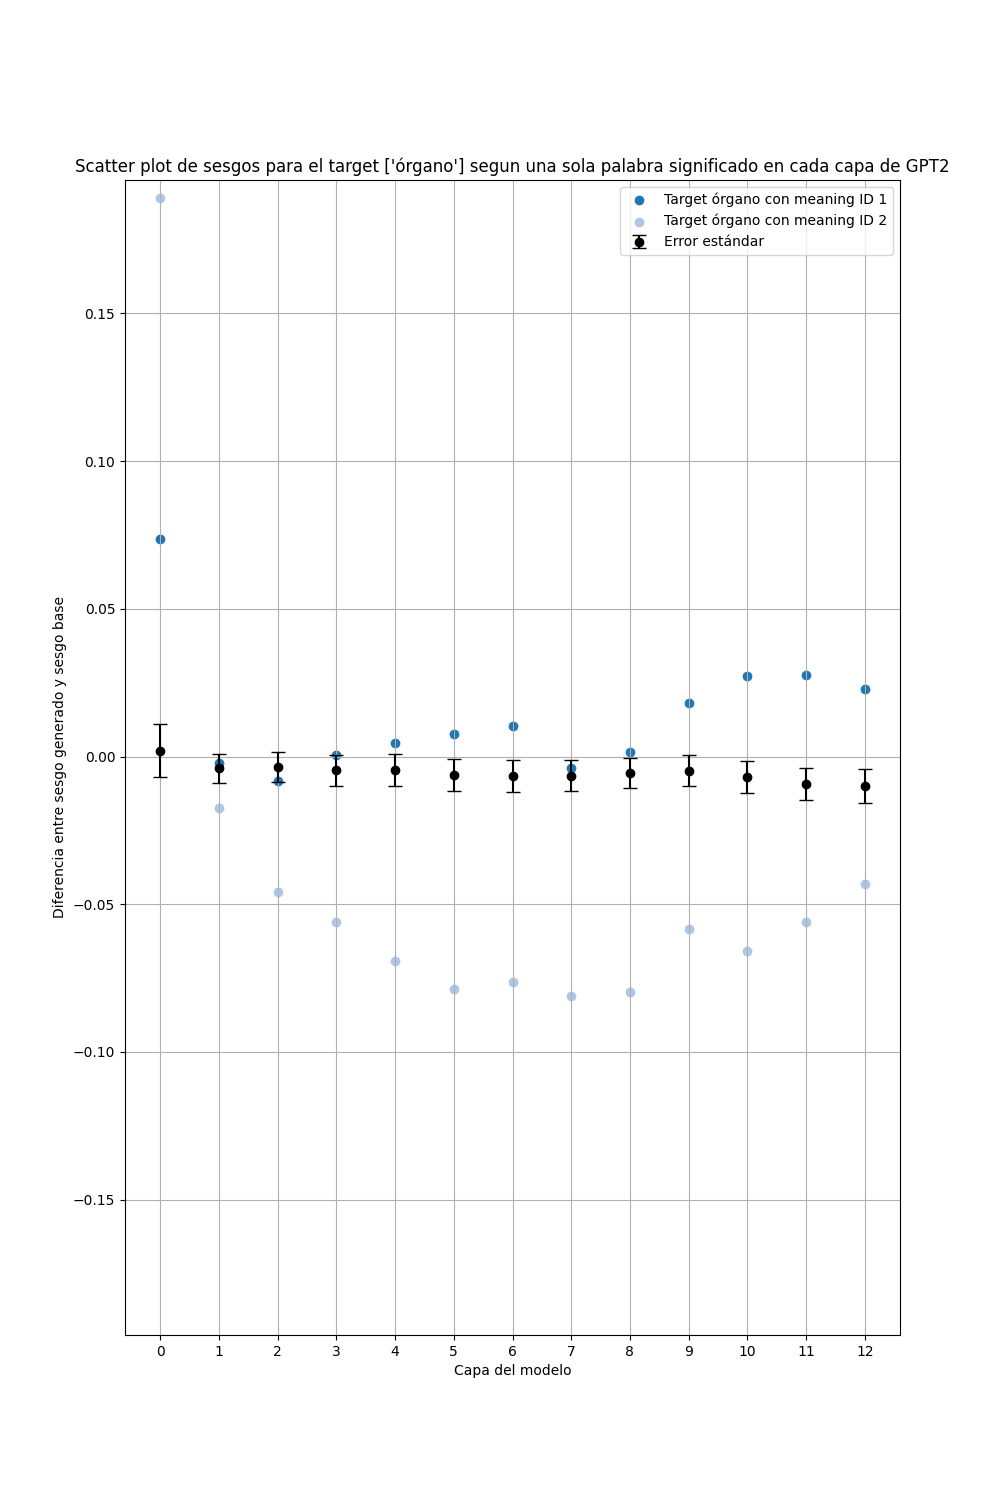 Scatter plot de sesgos para el target ['órgano'] segun una sola palabra significado en cada capa de GPT2
Target órgano con meaning ID 1
Target órgano con meaning ID 2
Error estándar
Diferencia entre sesgo generado y sesgo base
0.15
0.10
0.05
0.00
−0.05
−0.10
−0.15
0 1 2 3 4 5 6 7 8 9 10 11 12
Capa del modelo